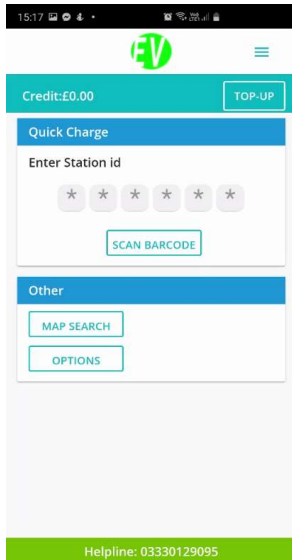 15:17
EV
Credit:£0.00 TOP-UP
Quick Charge
Enter Station id
* * * * * *
SCAN BARCODE
Other
MAP SEARCH
OPTIONS
Helpline: 03330129095